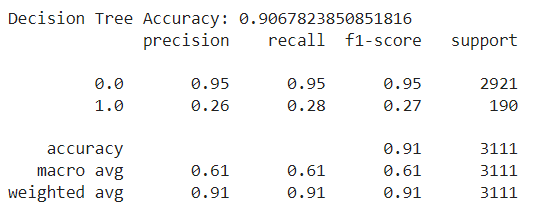 Decision Tree Accuracy: 0.9067823850851816
precision recall f1-score support
0.0 0.95 0.95 0.95 2921
1.0 0.26 0.28 0.27 190
accuracy 0.91 3111
macro avg 0.61 0.61 0.61 3111
weighted avg 0.91 0.91 0.91 3111